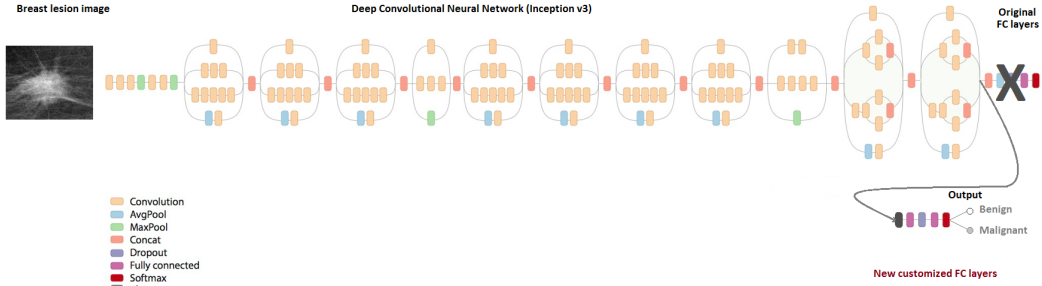 Breast lesion image
Deep Convolutional Neural Network (Inception v3)
Original
FC layers
X
Convolution
AvgPool
MaxPool
Concat
Dropout
Fully connected
Softmax
Output
Benign
Malignant
New customized FC layers